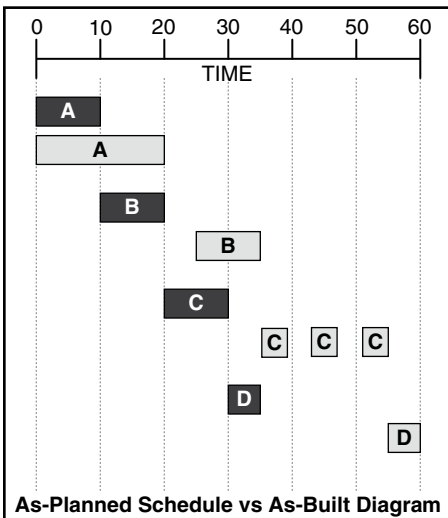 0 10 20 30 40 50 60
TIME
A
A
B
B
C
C C C
D
D
As-Planned Schedule vs As-Built Diagram